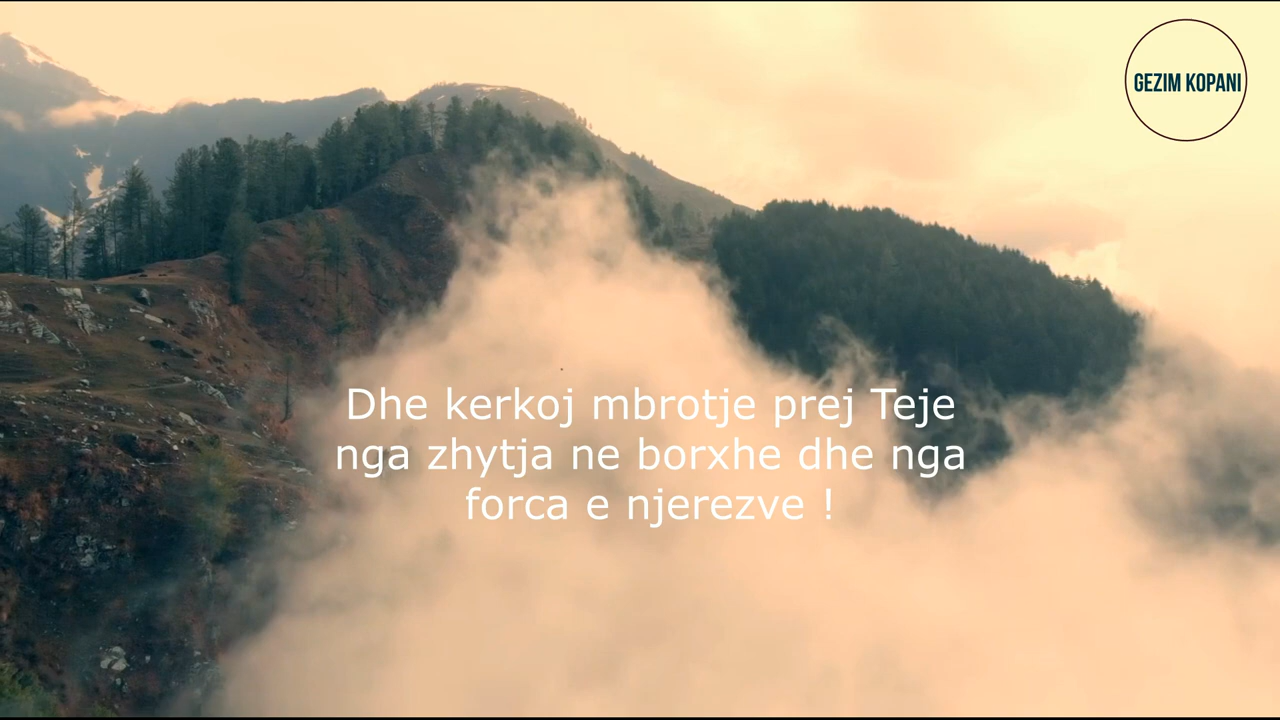 GEZIM KOPANI
Dhe kerkoj mbrotje prej Teje
nga zhytja ne borxhe dhe nga
forca e njerezve !